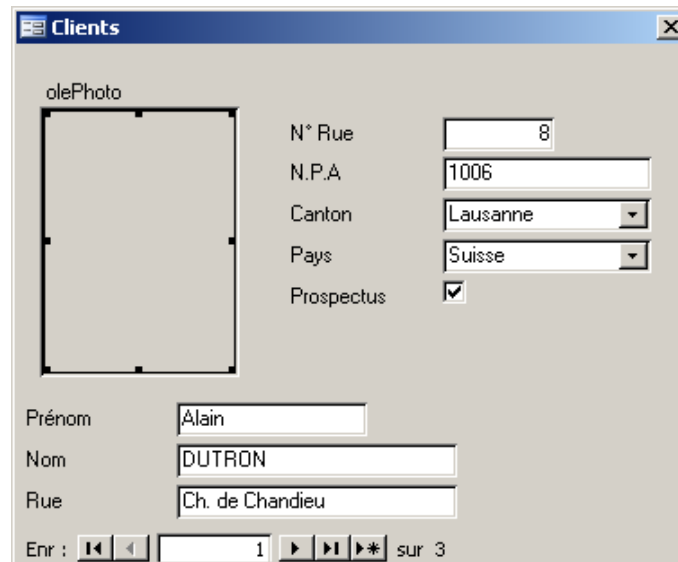 Clients
olePhoto
N° Rue 8
N.P.A 1006
Canton Lausanne
Pays Suisse
Prospectus
Prénom Alain
Nom DUTRON
Rue Ch. de Chandieu
Enr : 1 sur 3